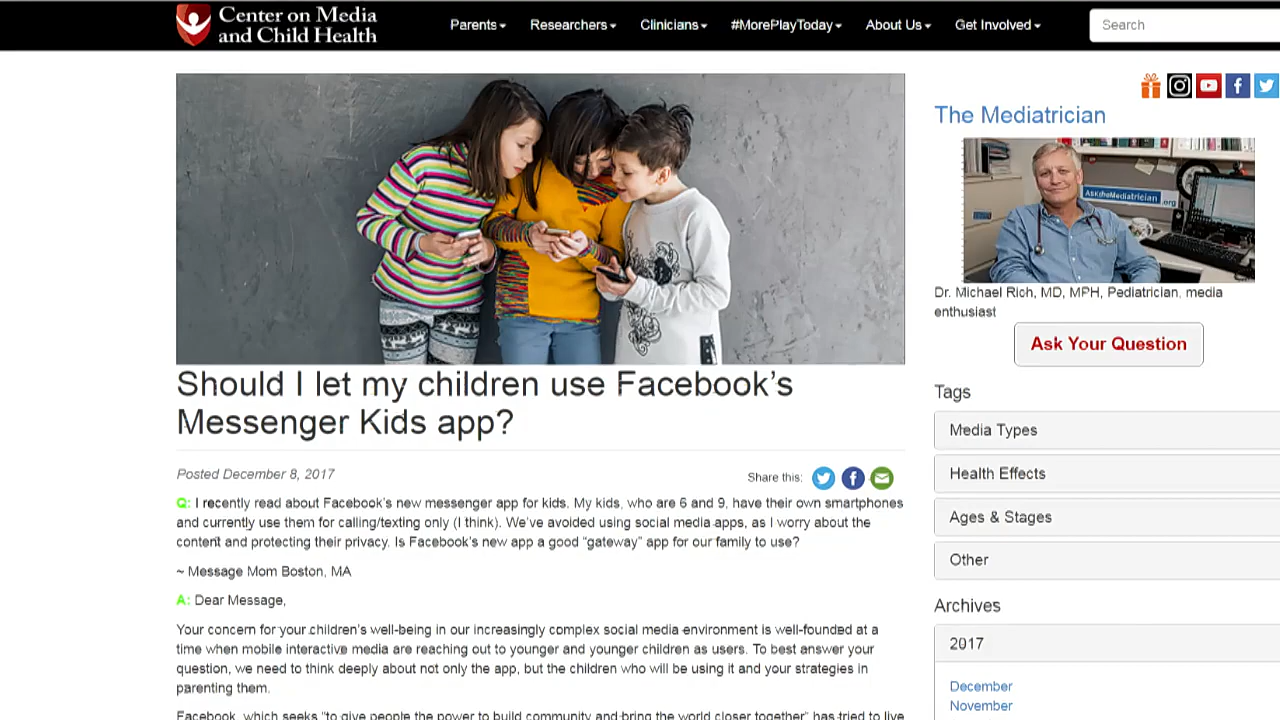 Center on Media
and Child Health
Parents
Researchers
Clinicians
#MorePlayToday
About Us
Get Involved
Search
The Mediatrician
AsktheMediatrician.org
Dr. Michael Rich, MD, MPH, Pediatrician, media
enthusiast
Ask Your Question
Should I let my children use Facebook’s
Messenger Kids app?
Posted December 8, 2017
Share this:
Q: I recently read about Facebook’s new messenger app for kids. My kids, who are 6 and 9, have their own smartphones
and currently use them for calling/texting only (I think). We’ve avoided using social media apps, as I worry about the
content and protecting their privacy. Is Facebook’s new app a good “gateway” app for our family to use?
~ Message Mom Boston, MA
A: Dear Message,
Your concern for your children’s well-being in our increasingly complex social media environment is well-founded at a
time when mobile interactive media are reaching out to younger and younger children as users. To best answer your
question, we need to think deeply about not only the app, but the children who will be using it and your strategies in
parenting them.
Facebook, which seeks “to give people the power to build community and bring the world closer together” has tried to live
Tags
Media Types
Health Effects
Ages & Stages
Other
Archives
2017
December
November